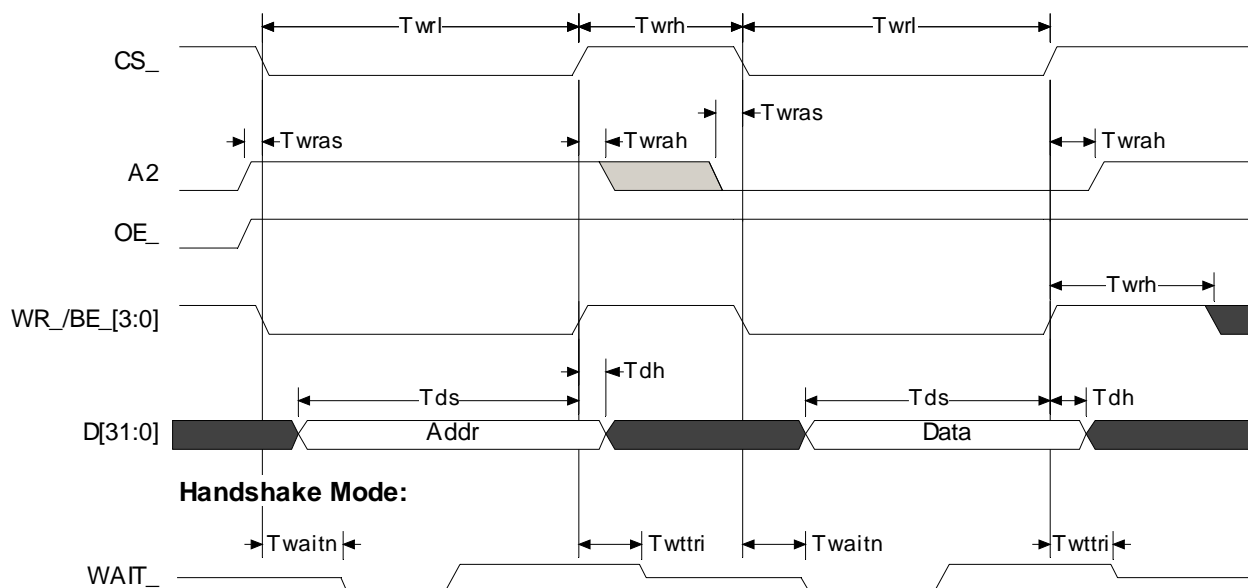 Twrl Twrh Twrl
CS_
Twras Twras
Twrah Twrah
A2
OE_
Twrh
WR_/BE_[3:0]
Tdh
Tds Tds Tdh
D[31:0] Addr Data
Handshake Mode:
Twaitn Twttri Twaitn Twttri
WAIT_